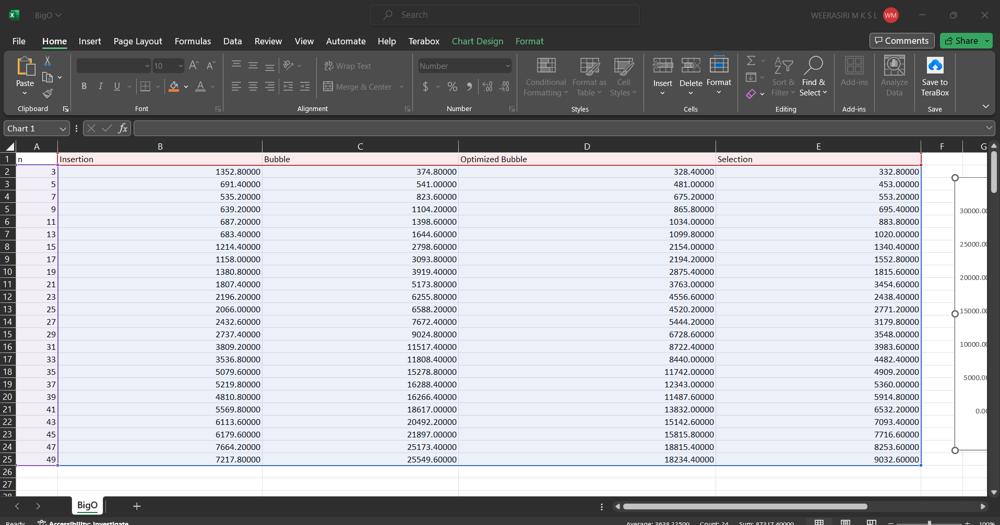 BigO
Search
WEERASIRI M K S L WM
File Home Insert Page Layout Formulas Data Review View Automate Help Terabox Chart Design Format Comments Share
Paste
Clipboard
10
B I U
Font
Wrap Text
Merge & Center
Alignment
Number
$ %
Number
Conditional Formatting
Format as Table
Cell Styles
Styles
Insert Delete Format
Cells
Sort & Filter
Find & Select
Editing
Add-ins
Add-ins
Analyze Data
Save to TeraBox
Save
Chart 1 fx
A B C D E F G
1 n Insertion Bubble Optimized Bubble Selection
2 3 1352.80000 374.80000 328.40000 332.80000
3 5 691.40000 541.00000 481.00000 453.00000
4 7 535.20000 823.60000 675.20000 553.20000
5 9 639.20000 1104.20000 865.80000 695.40000
6 11 687.20000 1398.60000 1034.00000 883.80000
7 13 683.40000 1644.60000 1099.80000 1020.00000
8 15 1214.40000 2798.60000 2154.00000 1340.40000
9 17 1158.00000 3093.80000 2194.20000 1552.80000
10 19 1380.80000 3919.40000 2875.40000 1815.60000
11 21 1807.40000 5173.80000 3763.00000 3454.60000
12 23 2196.20000 6255.80000 4556.60000 2438.40000
13 25 2066.00000 6588.20000 4520.20000 2771.20000
14 27 2432.60000 7672.40000 5444.20000 3179.80000
15 29 2737.40000 9024.80000 6728.60000 3548.00000
16 31 3809.20000 11517.40000 8722.40000 3983.60000
17 33 3536.80000 11808.40000 8440.00000 4482.40000
18 35 5079.60000 15278.80000 11742.00000 4909.20000
19 37 5219.80000 16288.40000 12343.00000 5360.00000
20 39 4810.80000 16266.40000 11487.60000 5914.80000
21 41 5569.80000 18617.00000 13832.00000 6532.20000
22 43 6113.60000 20492.20000 15142.60000 7093.40000
23 45 6179.60000 21897.00000 15815.80000 7716.60000
24 47 7664.20000 25173.40000 18815.40000 8253.60000
25 49 7217.80000 25549.60000 18234.40000 9032.60000
26
27
28
30000.00
25000.00
20000.00
15000.00
10000.00
5000.00
0.00
BigO
Ready Accessibility: Investigate Average: 3638.22500 Count: 24 Sum: 87317.40000 100%